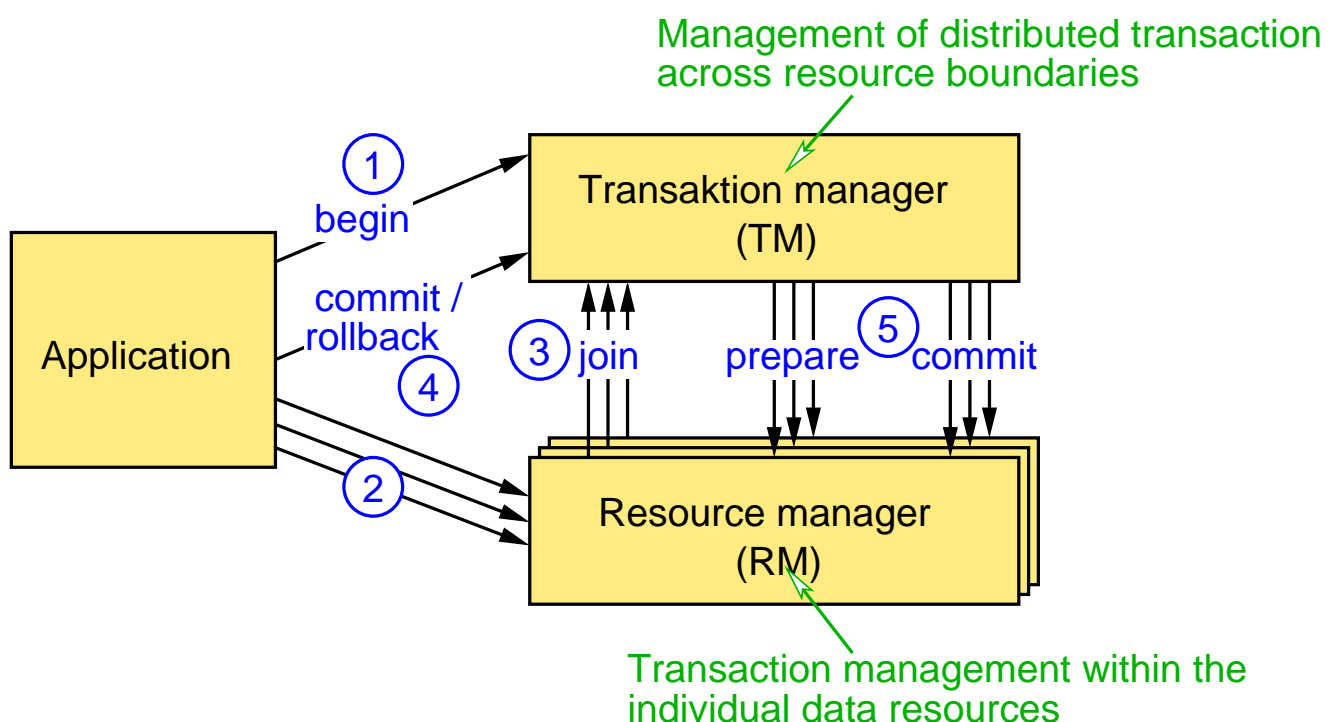 Management of distributed transaction
across resource boundaries
1
begin
Transaktion manager
(TM)
commit /
rollback
4
Application
3
join
prepare
5
commit
2
Resource manager
(RM)
Transaction management within the
individual data resources